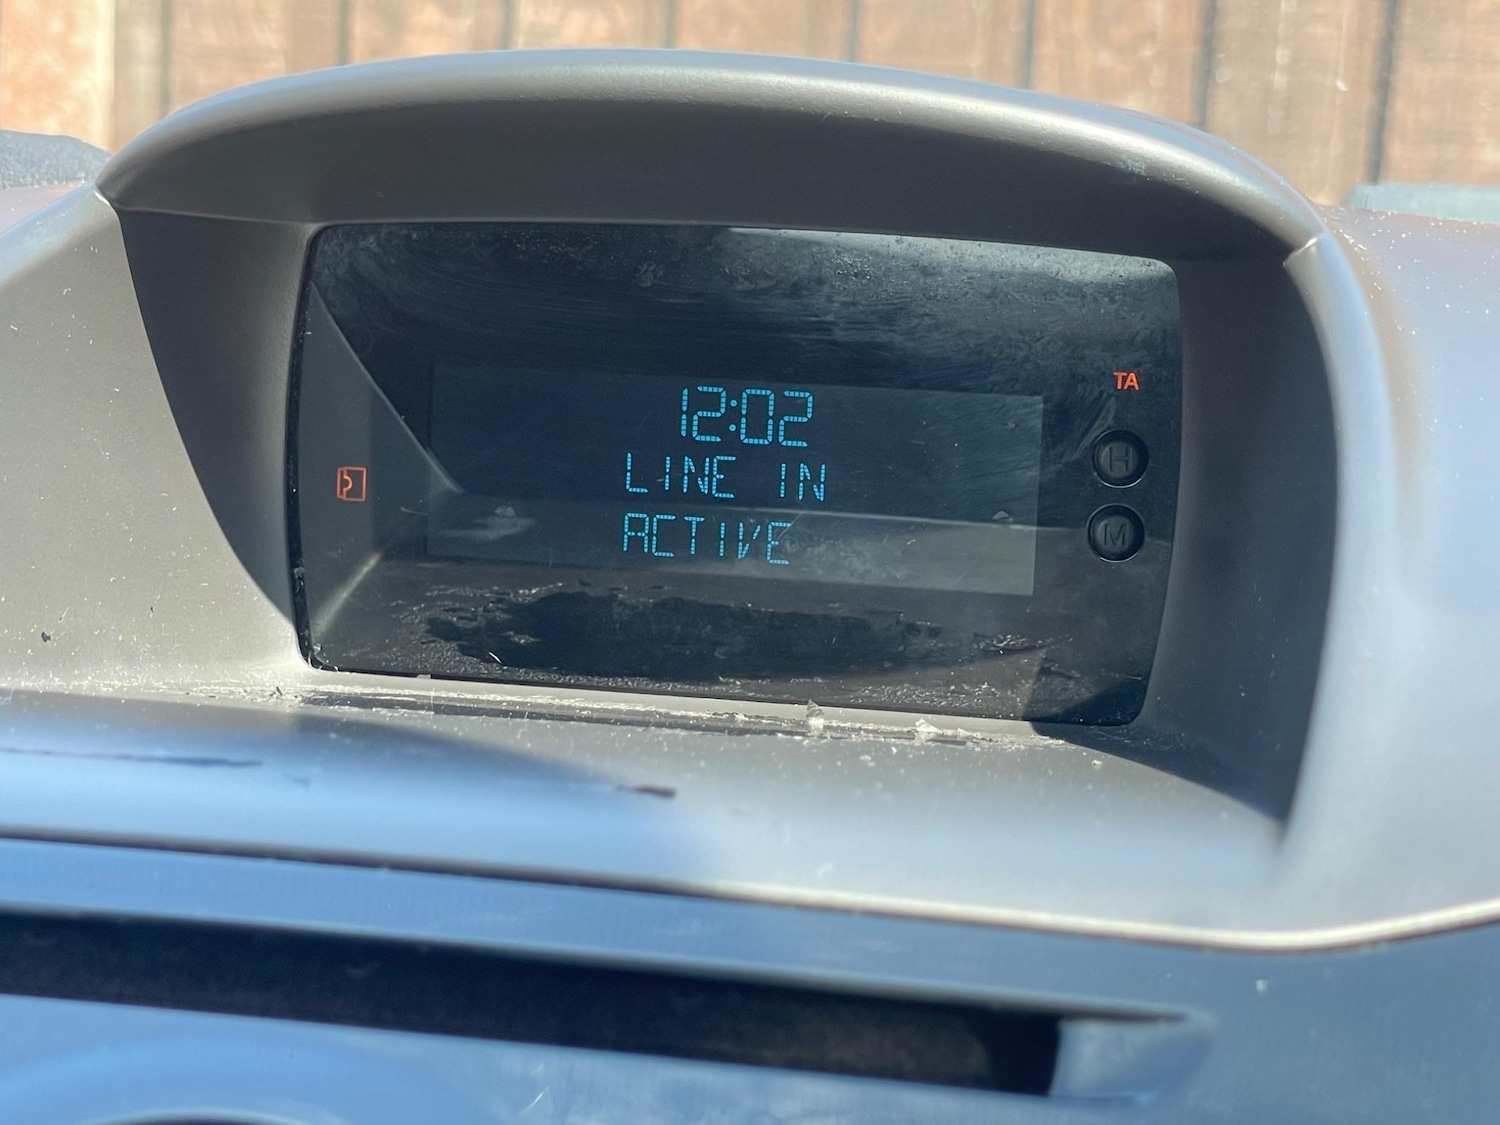 12:02
LINE IN
ACTIVE
TA
H
M